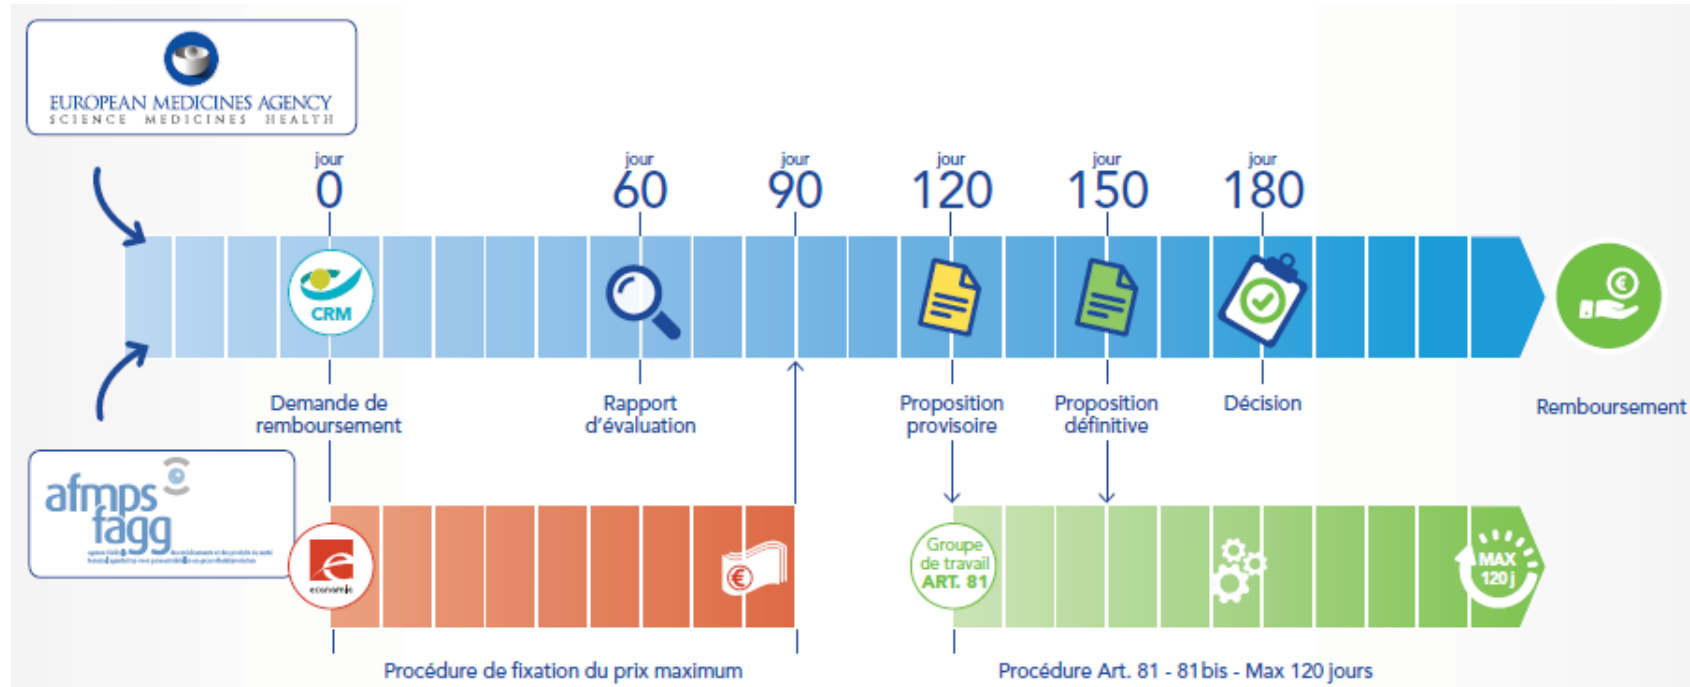 EUROPEAN MEDICINES AGENCY
SCIENCE MEDICINES HEALTH
jour
0
jour
60
jour
90
jour
120
jour
150
jour
180
CRM
€
Demande de
remboursement
Rapport
d'évaluation
Proposition
provisoire
Proposition
définitive
Décision
Remboursement
afmps
fagg
e
economie
€
Groupe
de travail
ART. 81
MAX
120 j
Procédure de fixation du prix maximum
Procédure Art. 81 - 81bis - Max 120 jours